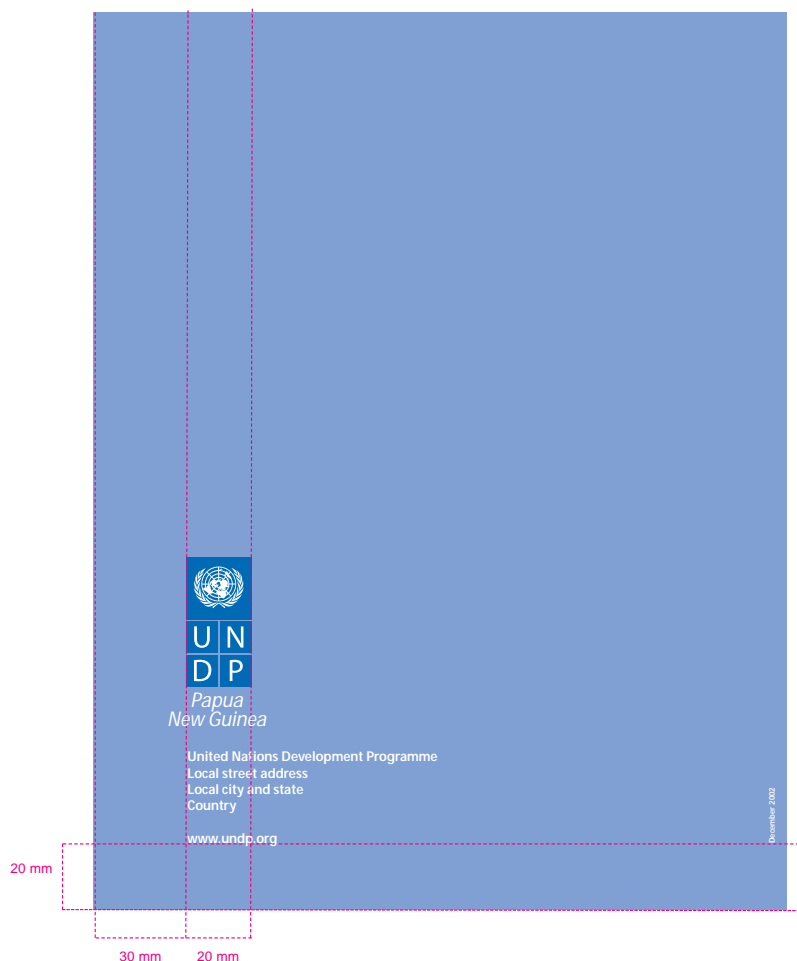 U N
D P
Papua
New Guinea
United Nations Development Programme
Local street address
Local city and state
Country
www.undp.org
December 2002
20 mm
30 mm
20 mm